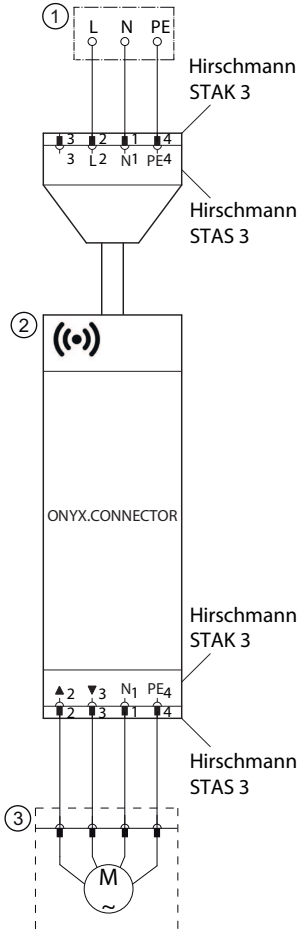 1
L N PE
Hirschmann
STAK 3
3 2 1 4
3 L2 N1 PE4
Hirschmann
STAS 3
2
ONYX.CONNECTOR
Hirschmann
STAK 3
▲2 ▼3 N1 PE4
2 3 1 4
Hirschmann
STAS 3
3
M
~